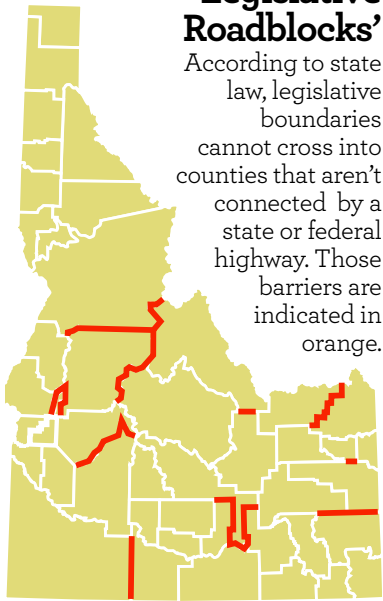 Roadblocks’
According to state
law, legislative
boundaries
cannot cross into
counties that aren’t
connected by a
state or federal
highway. Those
barriers are
indicated in
orange.